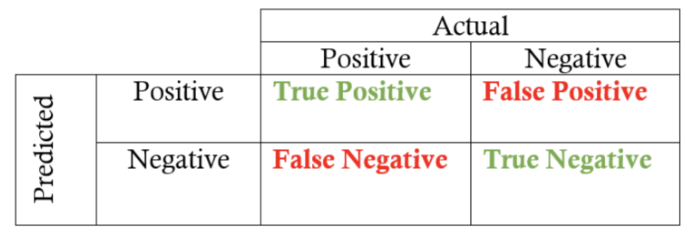 Actual
Positive Negative
Predicted
Positive True Positive False Positive
Negative False Negative True Negative